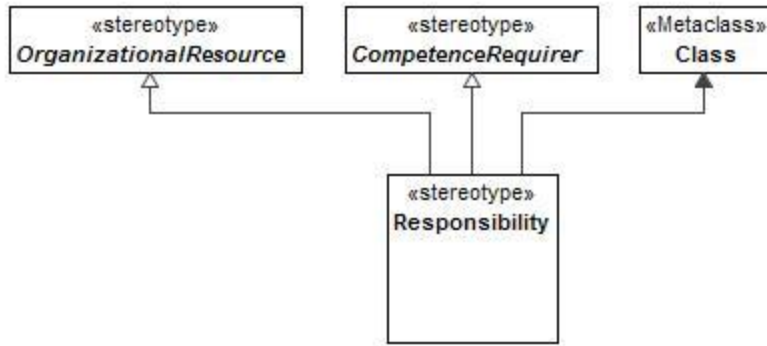 «stereotype»
OrganizationalResource
«stereotype»
CompetenceRequirer
«Metaclass»
Class
«stereotype»
Responsibility